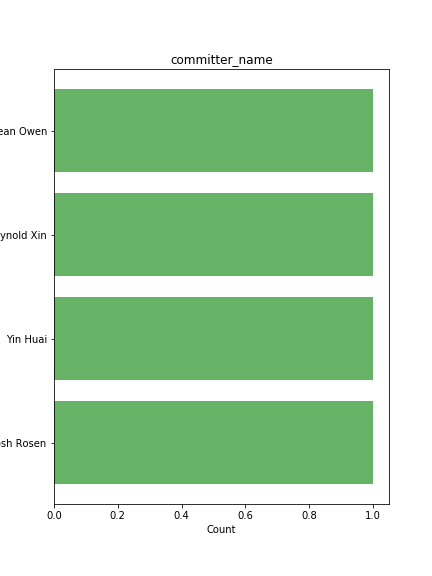 committer_name
ean Owen
ynold Xin
Yin Huai
sh Rosen
0.0 0.2 0.4 0.6 0.8 1.0
Count